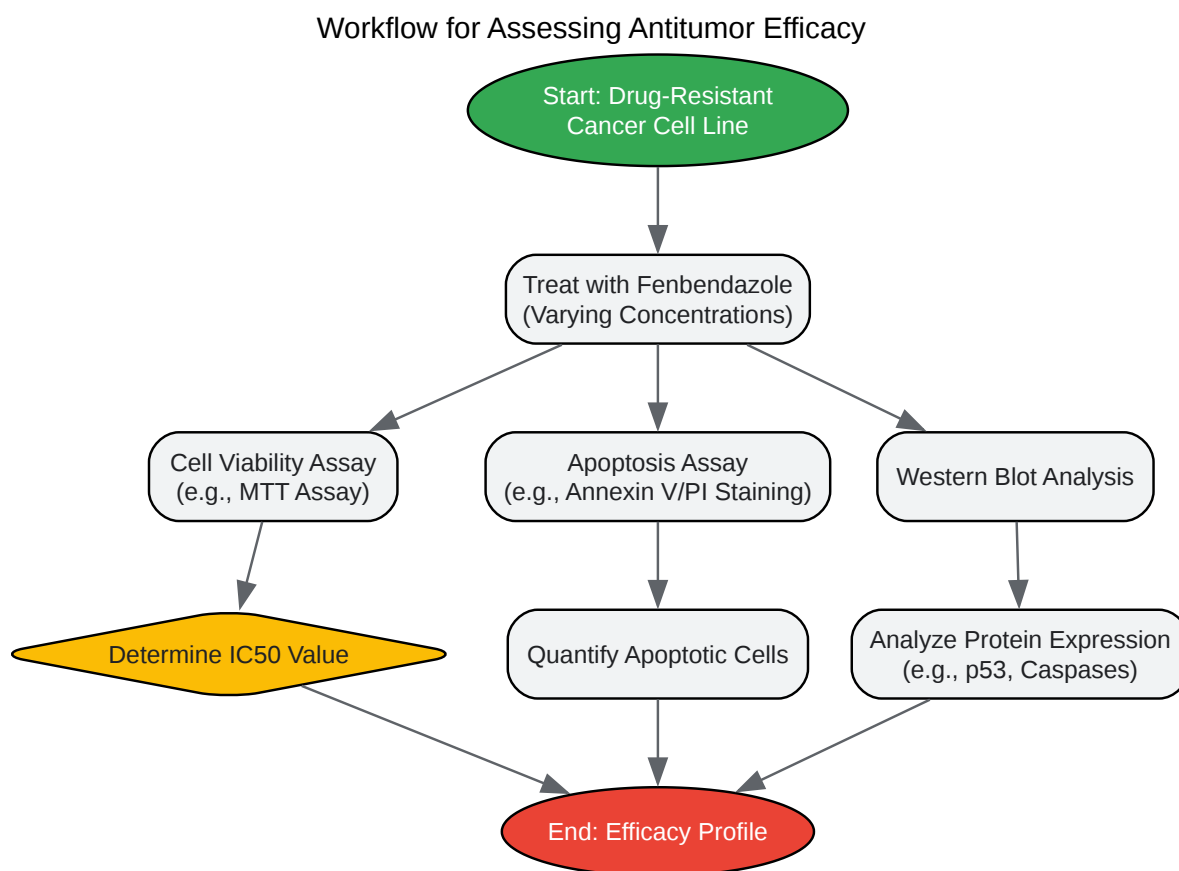 Workflow for Assessing Antitumor Efficacy
Start: Drug-Resistant
Cancer Cell Line
Treat with Fenbendazole
(Varying Concentrations)
Cell Viability Assay
(e.g., MTT Assay)
Apoptosis Assay
(e.g., Annexin V/PI Staining)
Western Blot Analysis
Determine IC50 Value
Quantify Apoptotic Cells
Analyze Protein Expression
(e.g., p53, Caspases)
End: Efficacy Profile